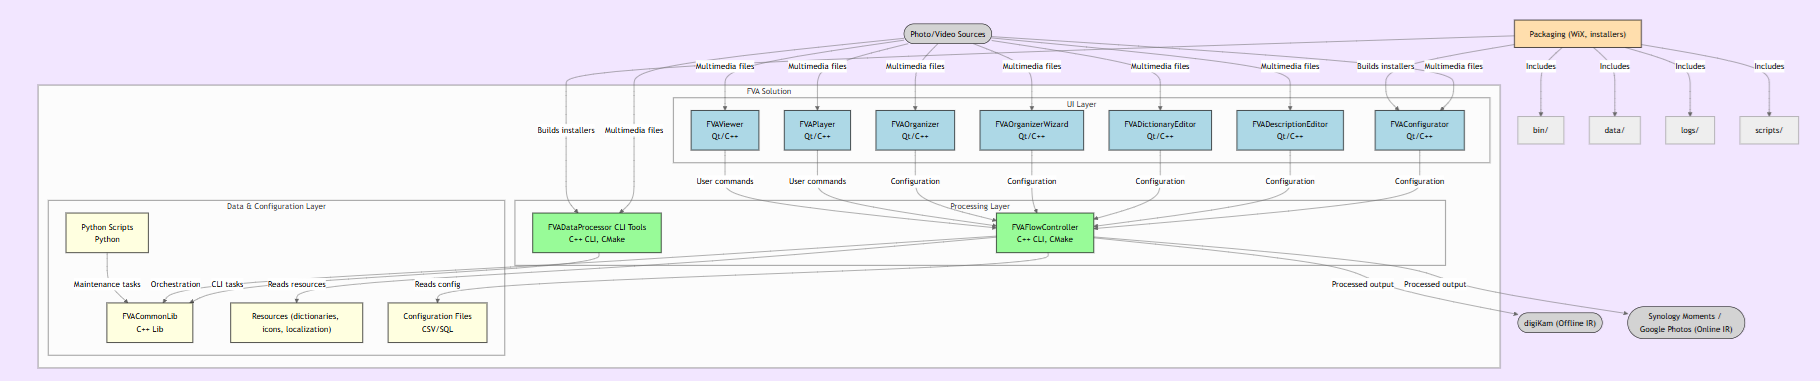 Photo/Video Sources
Packaging (WiX, installers)
Multimedia files
Multimedia files
Multimedia files
Multimedia files
Multimedia files
Multimedia files
Builds installers
Multimedia files
Includes
Includes
Includes
Includes
FVA Solution
UI Layer
FVAViewer
Qt/C++
FVAPlayer
Qt/C++
FVAOrganizer
Qt/C++
FVAOrganizerWizard
Qt/C++
FVADictionaryEditor
Qt/C++
FVADescriptionEditor
Qt/C++
FVAConfigurator
Qt/C++
bin/
data/
logs/
scripts/
Builds installers
Multimedia files
User commands
User commands
Configuration
Configuration
Configuration
Configuration
Configuration
Data & Configuration Layer
Processing Layer
Python Scripts
Python
FVADataProcessor CLI Tools
C++ CLI, CMake
FVAFlowController
C++ CLI, CMake
Maintenance tasks
Orchestration
CLI tasks
Reads resources
Reads config
Processed output
Processed output
FVACommonLib
C++ Lib
Resources (dictionaries,
icons, localization)
Configuration Files
CSV/SQL
digiKam (Offline IR)
Synology Moments /
Google Photos (Online IR)